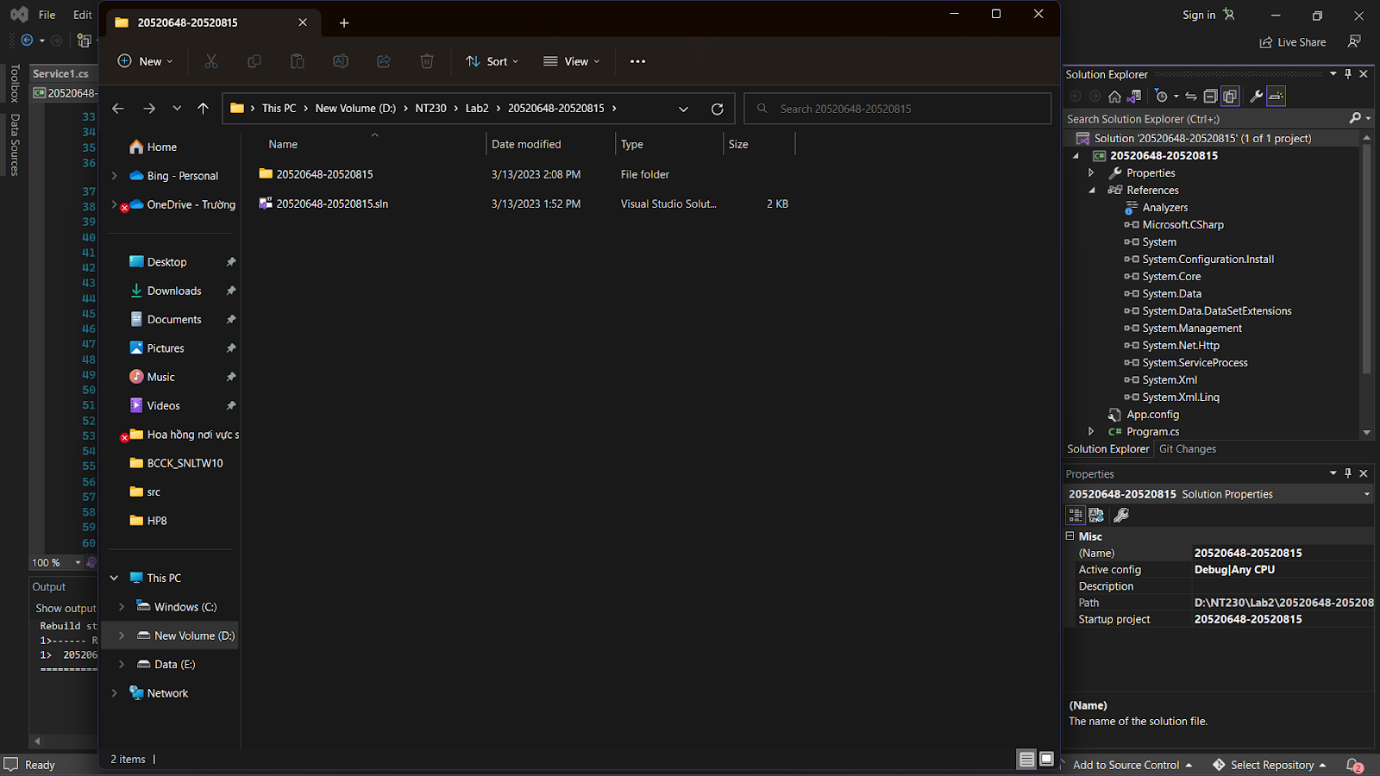 File Edit
20520648-20520815
Sign in
Live Share
New
Sort
View
This PC > New Volume (D:) > NT230 > Lab2 > 20520648-20520815 >
Search 20520648-20520815
Toolbox
Data Sources
Service1.cs
20520648-
33
34
35
36
37
38
39
40
41
42
43
44
45
46
47
48
49
50
51
52
53
54
55
56
57
58
59
60
100 %
Output
Show output
Rebuild st
1>------ R
1> 205206
==========
Ready
Home
Bing - Personal
OneDrive - Trường
Desktop
Downloads
Documents
Pictures
Music
Videos
Hoa hồng nơi vực s
BCCK_SNLTW10
src
HP8
This PC
Windows (C:)
New Volume (D:)
Data (E:)
Network
Name Date modified Type Size
20520648-20520815 3/13/2023 2:08 PM File folder
20520648-20520815.sln 3/13/2023 1:52 PM Visual Studio Solut... 2 KB
2 items
Solution Explorer
Search Solution Explorer (Ctrl+;)
Solution '20520648-20520815' (1 of 1 project)
20520648-20520815
Properties
References
Analyzers
Microsoft.CSharp
System
System.Configuration.Install
System.Core
System.Data
System.Data.DataSetExtensions
System.Management
System.Net.Http
System.ServiceProcess
System.Xml
System.Xml.Linq
App.config
C# Program.cs
Solution Explorer Git Changes
Properties
20520648-20520815 Solution Properties
Misc
(Name) 20520648-20520815
Active config Debug|Any CPU
Description
Path D:\NT230\Lab2\20520648-205208
Startup project 20520648-20520815
(Name)
The name of the solution file.
Add to Source Control Select Repository 2